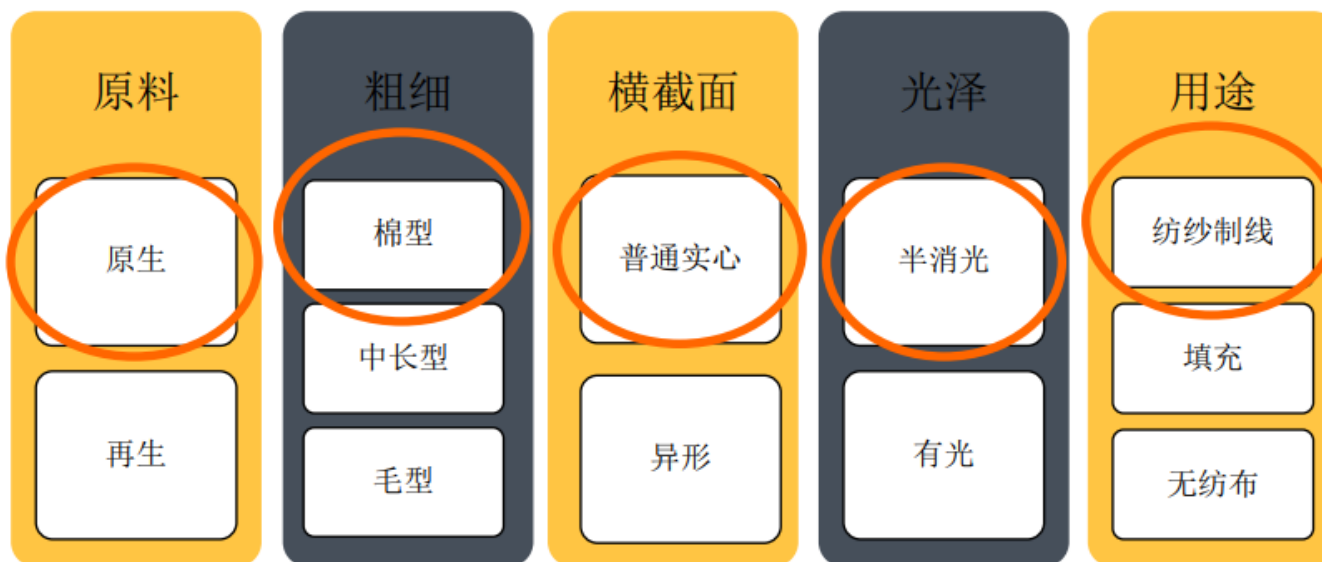 原料
原生
再生
粗细
棉型
中长型
毛型
横截面
普通实心
异形
光泽
半消光
有光
用途
纺纱制线
填充
无纺布